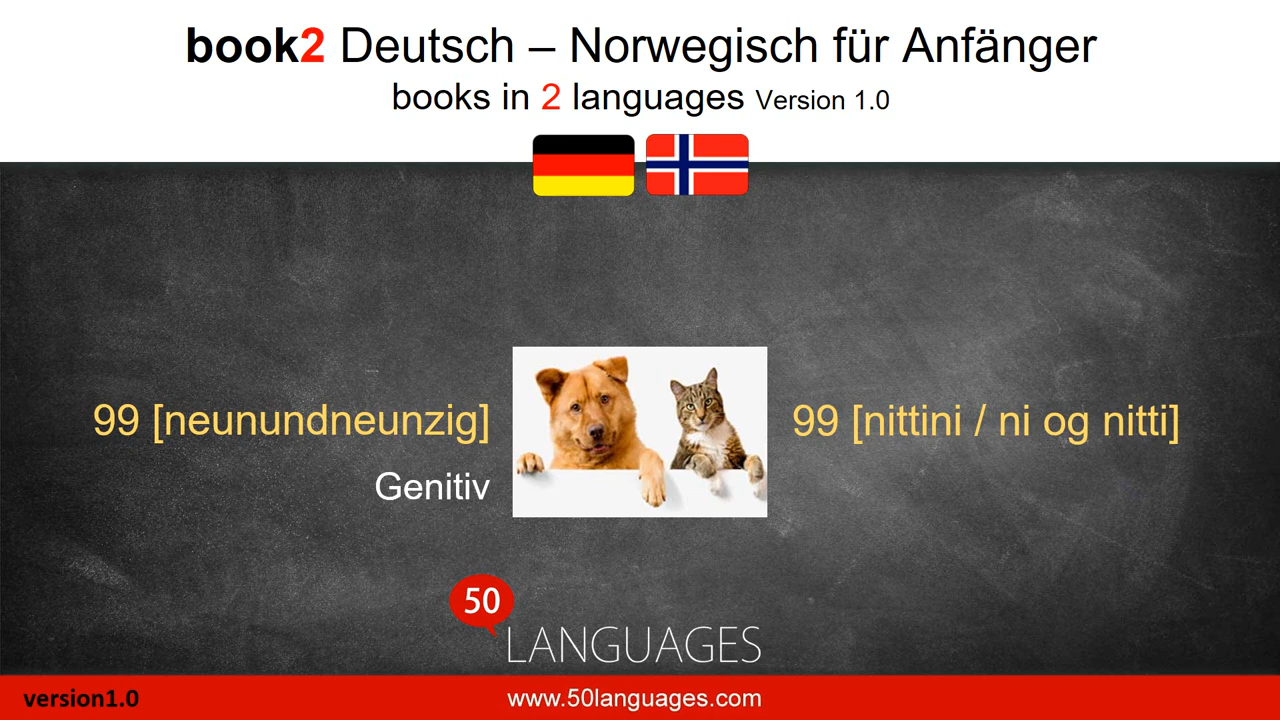 book2 Deutsch – Norwegisch für Anfänger
books in 2 languages Version 1.0
99 [neunundneunzig]
Genitiv
99 [nittini / ni og nitti]
50
LANGUAGES
version1.0
www.50languages.com